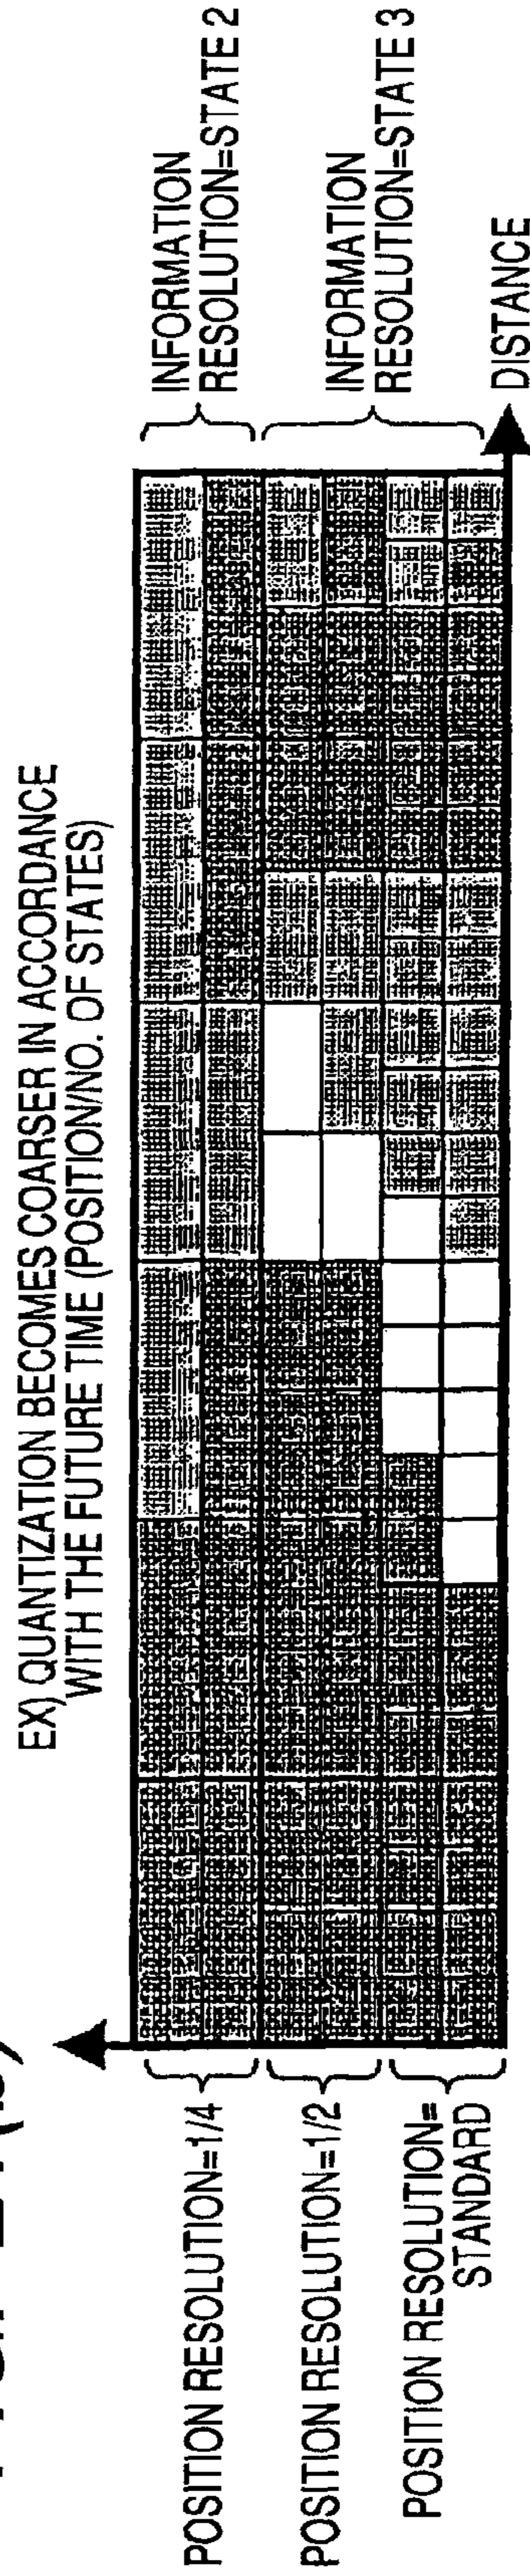 EX) QUANTIZATION BECOMES COARSER IN ACCORDANCE
WITH THE FUTURE TIME (POSITION/NO. OF STATES)
POSITION RESOLUTION=1/4
POSITION RESOLUTION=1/2
POSITION RESOLUTION=
STANDARD
INFORMATION
RESOLUTION=STATE 2
INFORMATION
RESOLUTION=STATE 3
DISTANCE